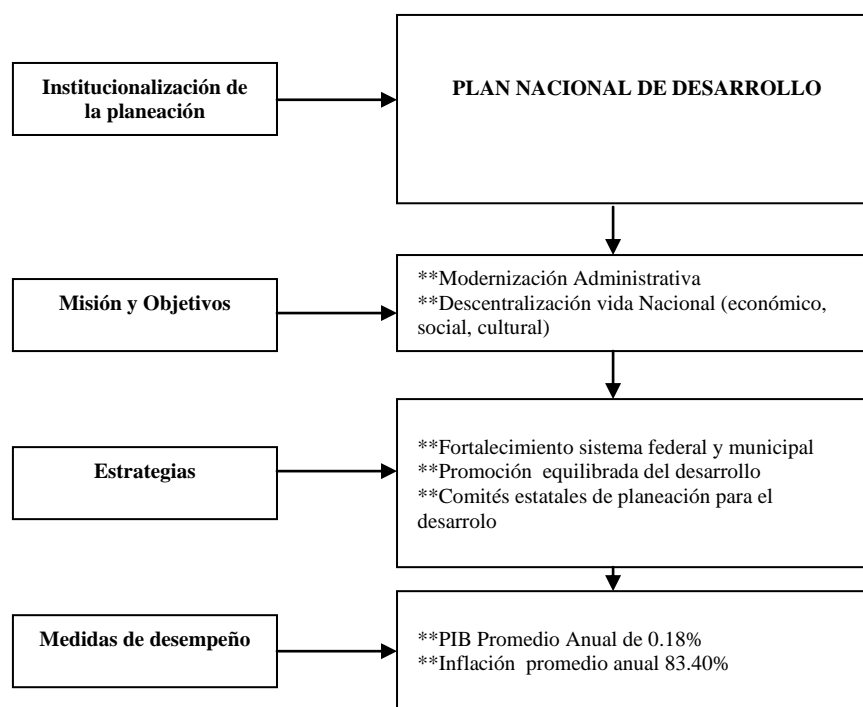 Institucionalización de
la planeación
PLAN NACIONAL DE DESARROLLO
Misión y Objetivos
**Modernización Administrativa
**Descentralización vida Nacional (económico,
social, cultural)
Estrategias
**Fortalecimiento sistema federal y municipal
**Promoción equilibrada del desarrollo
**Comités estatales de planeación para el
desarrolo
Medidas de desempeño
**PIB Promedio Anual de 0.18%
**Inflación promedio anual 83.40%